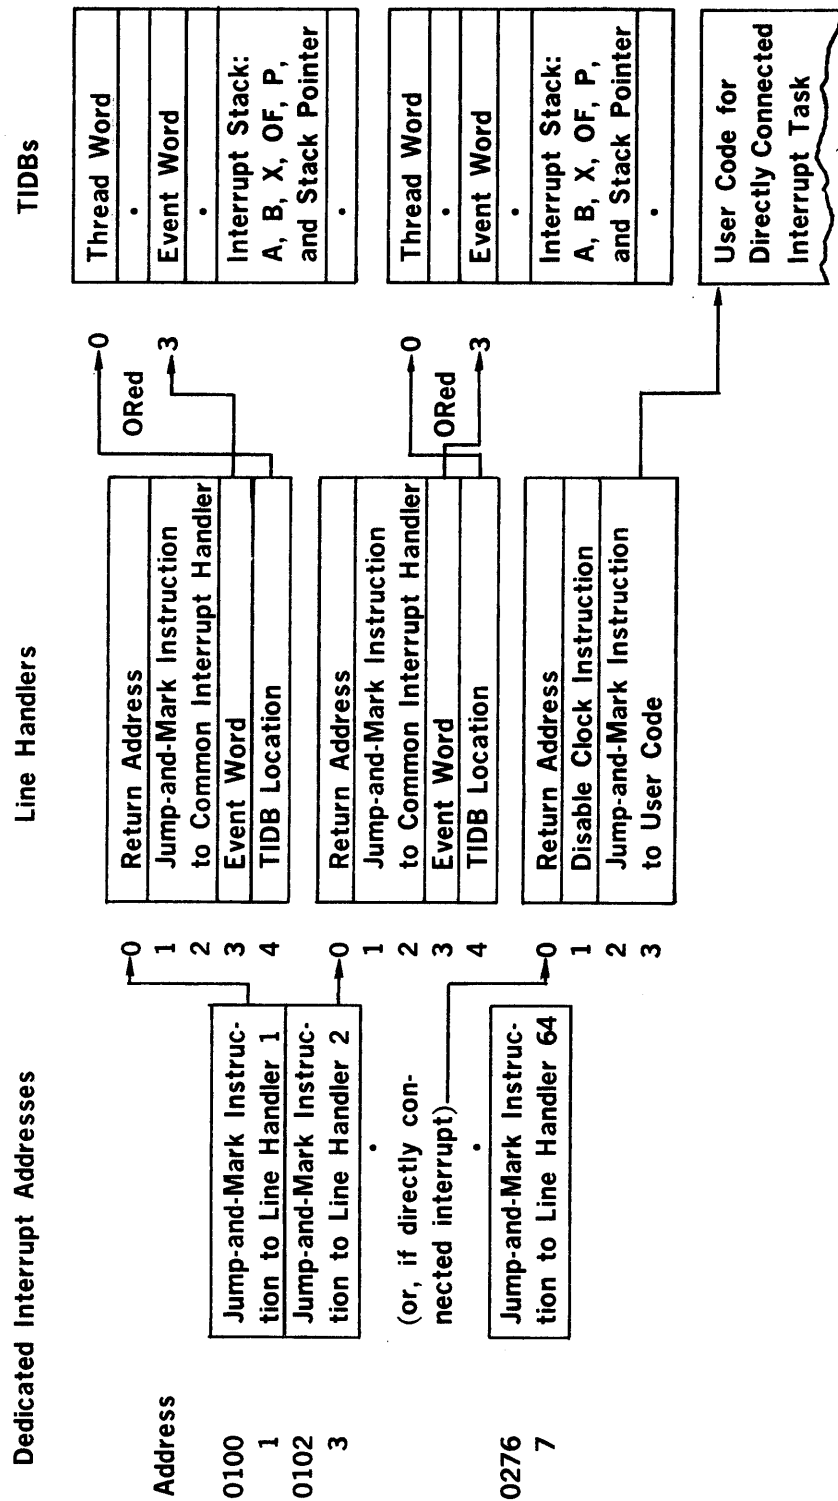 Dedicated Interrupt Addresses
Address
0100
1
0102
3
0276
7
Jump-and-Mark Instruc-
tion to Line Handler 1
Jump-and-Mark Instruc-
tion to Line Handler 2
(or, if directly con-
nected interrupt)
Jump-and-Mark Instruc-
tion to Line Handler 64
Line Handlers
0
1
2
3
4
Return Address
Jump-and-Mark Instruction
to Common Interrupt Handler
Event Word
TIDB Location
0
1
2
3
4
Return Address
Jump-and-Mark Instruction
to Common Interrupt Handler
Event Word
TIDB Location
0
1
2
3
Return Address
Disable Clock Instruction
Jump-and-Mark Instruction
to User Code
TIDBs
0
ORed
3
Thread Word
Event Word
Interrupt Stack:
A, B, X, OF, P,
and Stack Pointer
0
ORed
3
Thread Word
Event Word
Interrupt Stack:
A, B, X, OF, P,
and Stack Pointer
User Code for
Directly Connected
Interrupt Task